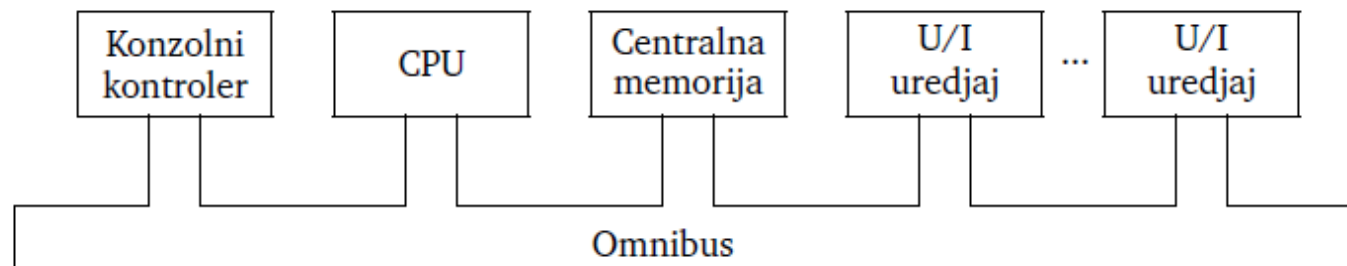 Konzolni
kontroler
CPU
Centralna
memorija
U/I
uredjaj
...
U/I
uredjaj
Omnibus